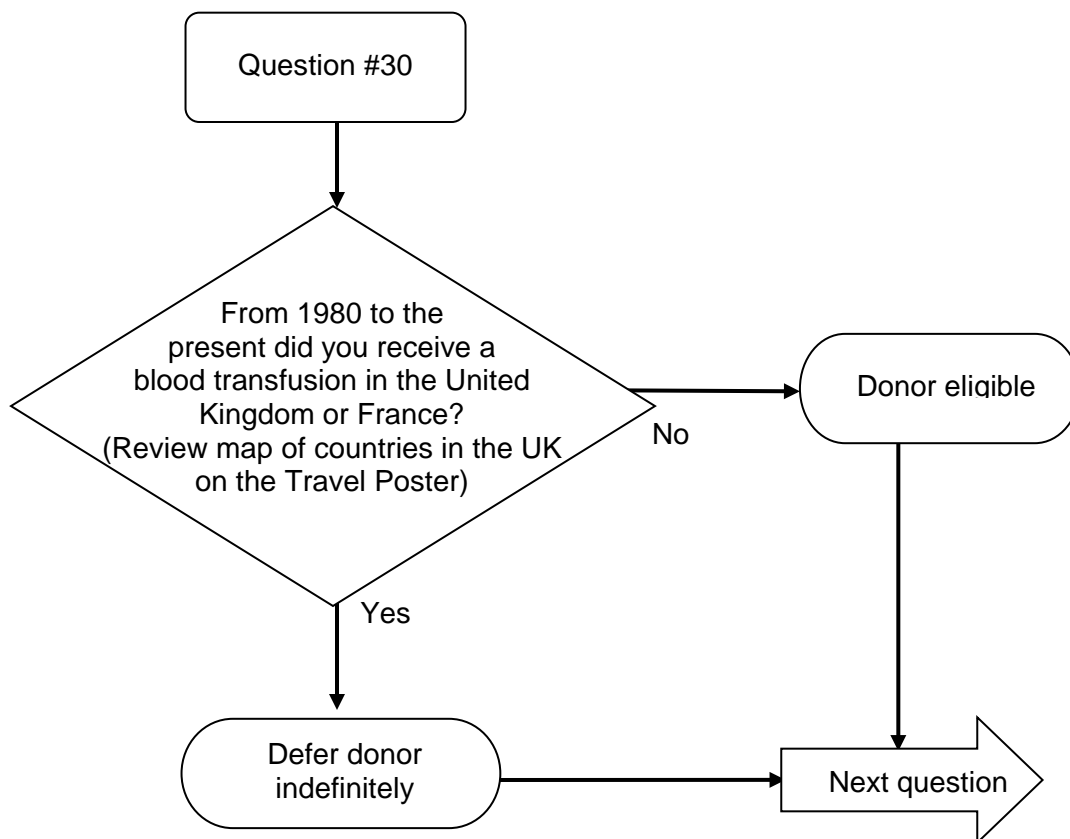 Question #30
From 1980 to the
present did you receive a
blood transfusion in the United
Kingdom or France?
(Review map of countries in the UK
on the Travel Poster)
No
Donor eligible
Yes
Defer donor
indefinitely
Next question